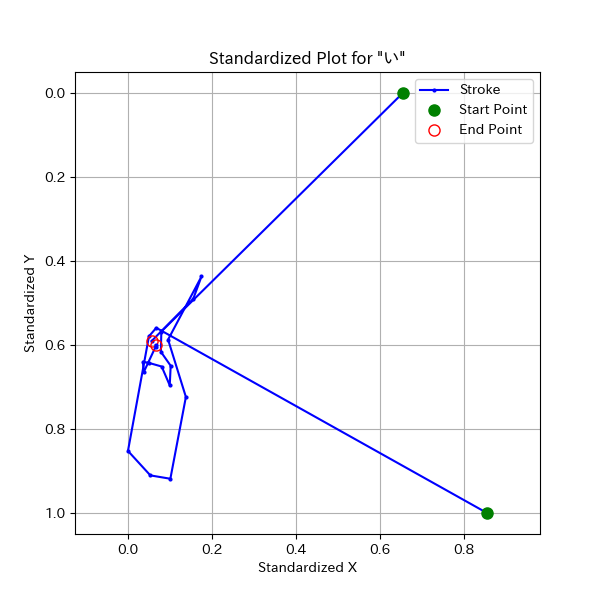 Standardized Plot for "い"
Stroke
Start Point
End Point
Standardized Y
0.0
0.2
0.4
0.6
0.8
1.0
0.0 0.2 0.4 0.6 0.8
Standardized X